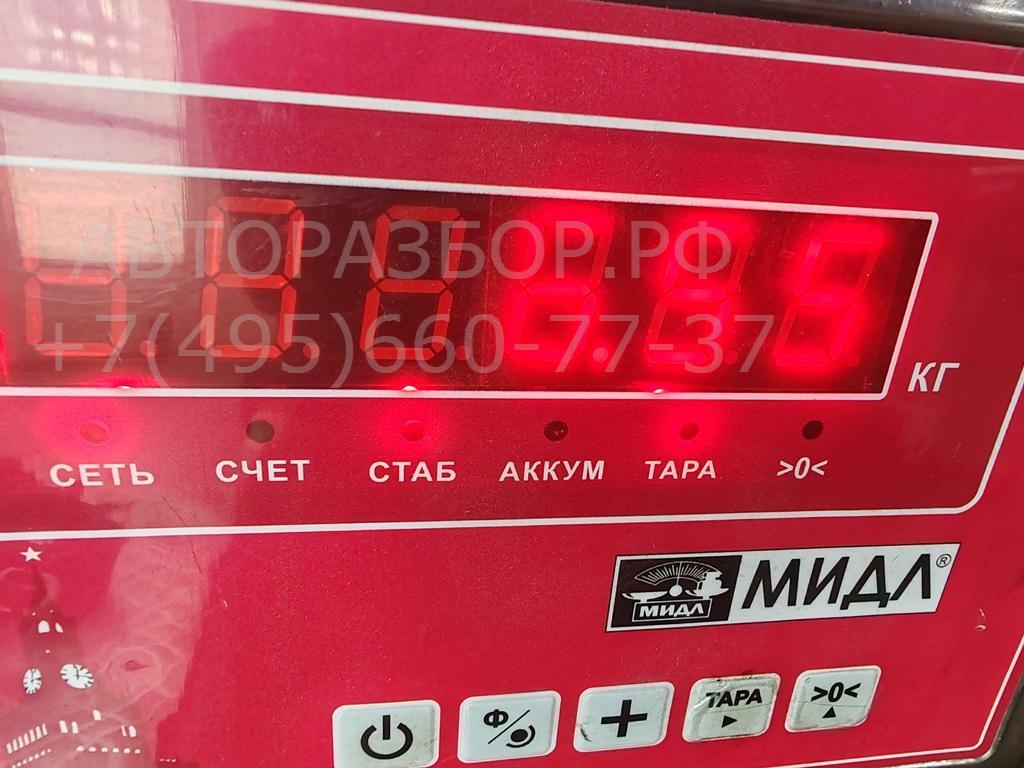 АВТОРАЗБОР.РФ
+7(495)660-77-37
КГ
СЕТЬ СЧЕТ СТАБ АККУМ ТАРА >0<
МИДЛ МИДЛ®
Ф ТАРА >0<